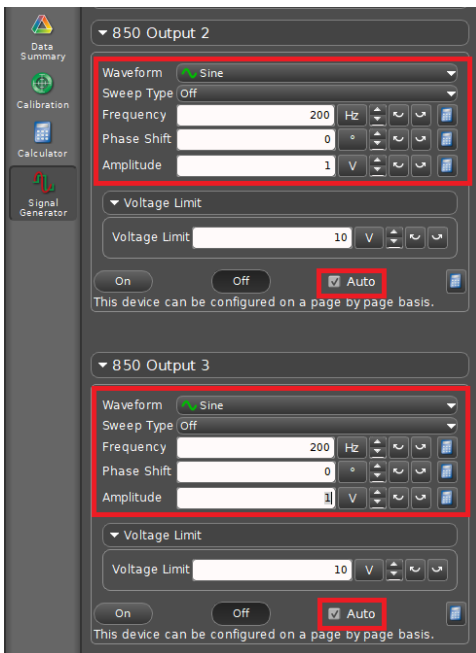 Data
Summary
Calibration
Calculator
Signal
Generator
850 Output 2
Waveform Sine
Sweep Type Off
Frequency 200 Hz
Phase Shift 0 °
Amplitude 1 V
Voltage Limit
Voltage Limit 10 V
On Off Auto
This device can be configured on a page by page basis.
850 Output 3
Waveform Sine
Sweep Type Off
Frequency 200 Hz
Phase Shift 0 °
Amplitude 1 V
Voltage Limit
Voltage Limit 10 V
On Off Auto
This device can be configured on a page by page basis.